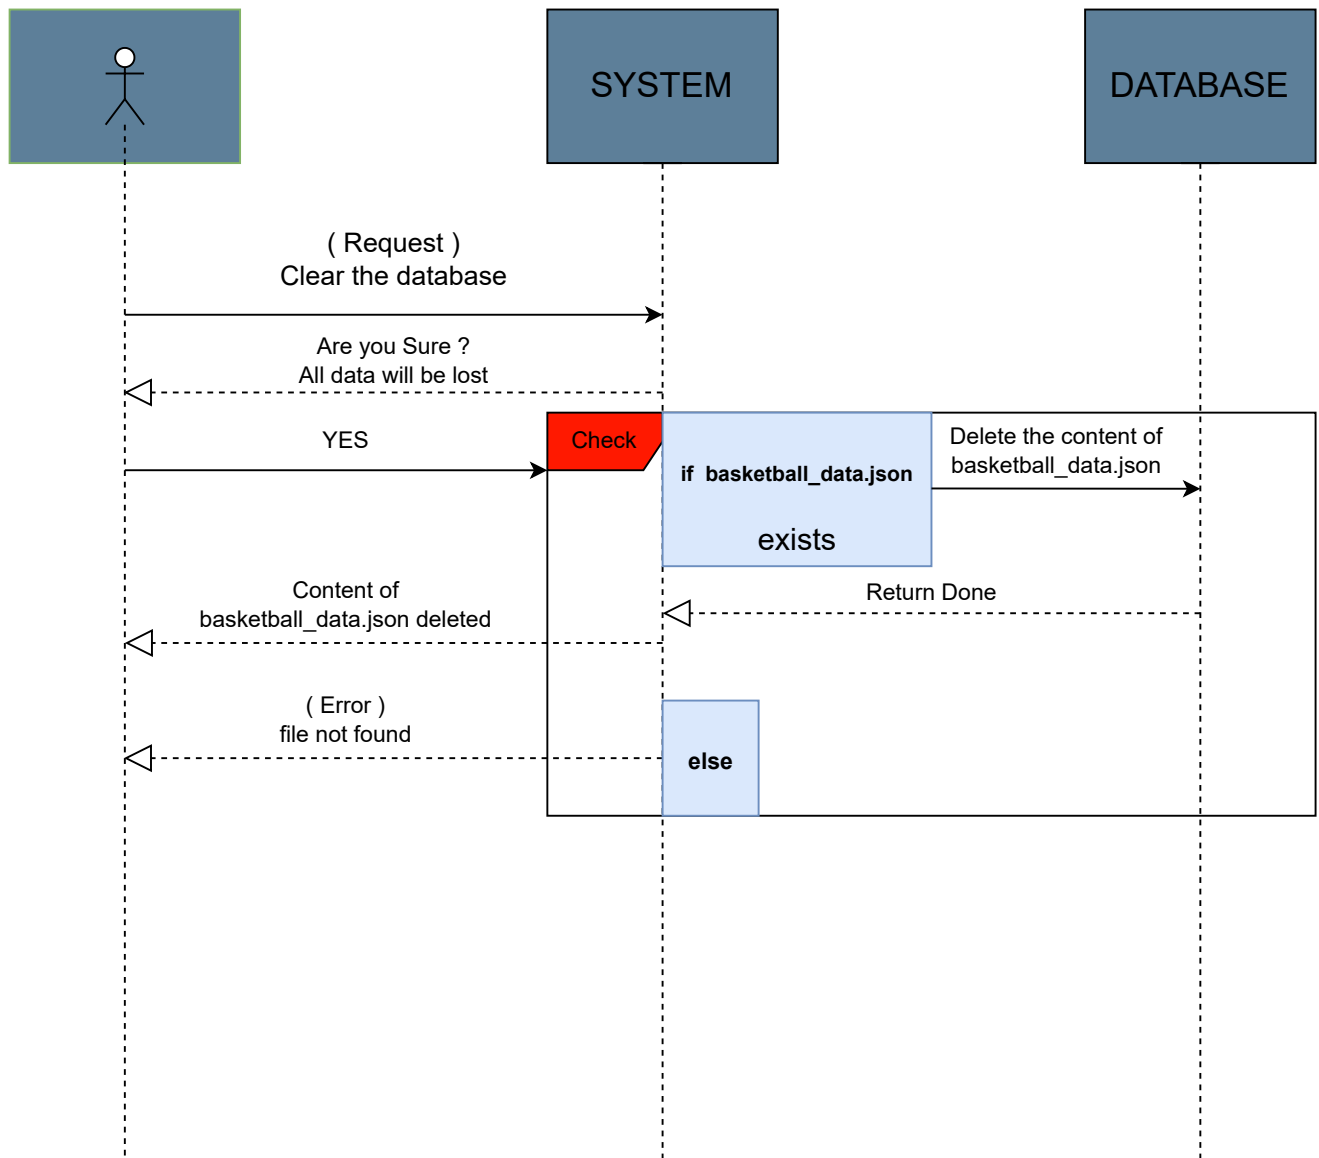 SYSTEM
DATABASE
( Request )
Clear the database
Are you Sure ?
All data will be lost
YES
Check
if basketball_data.json
exists
Delete the content of
basketball_data.json
Return Done
Content of
basketball_data.json deleted
( Error )
file not found
else